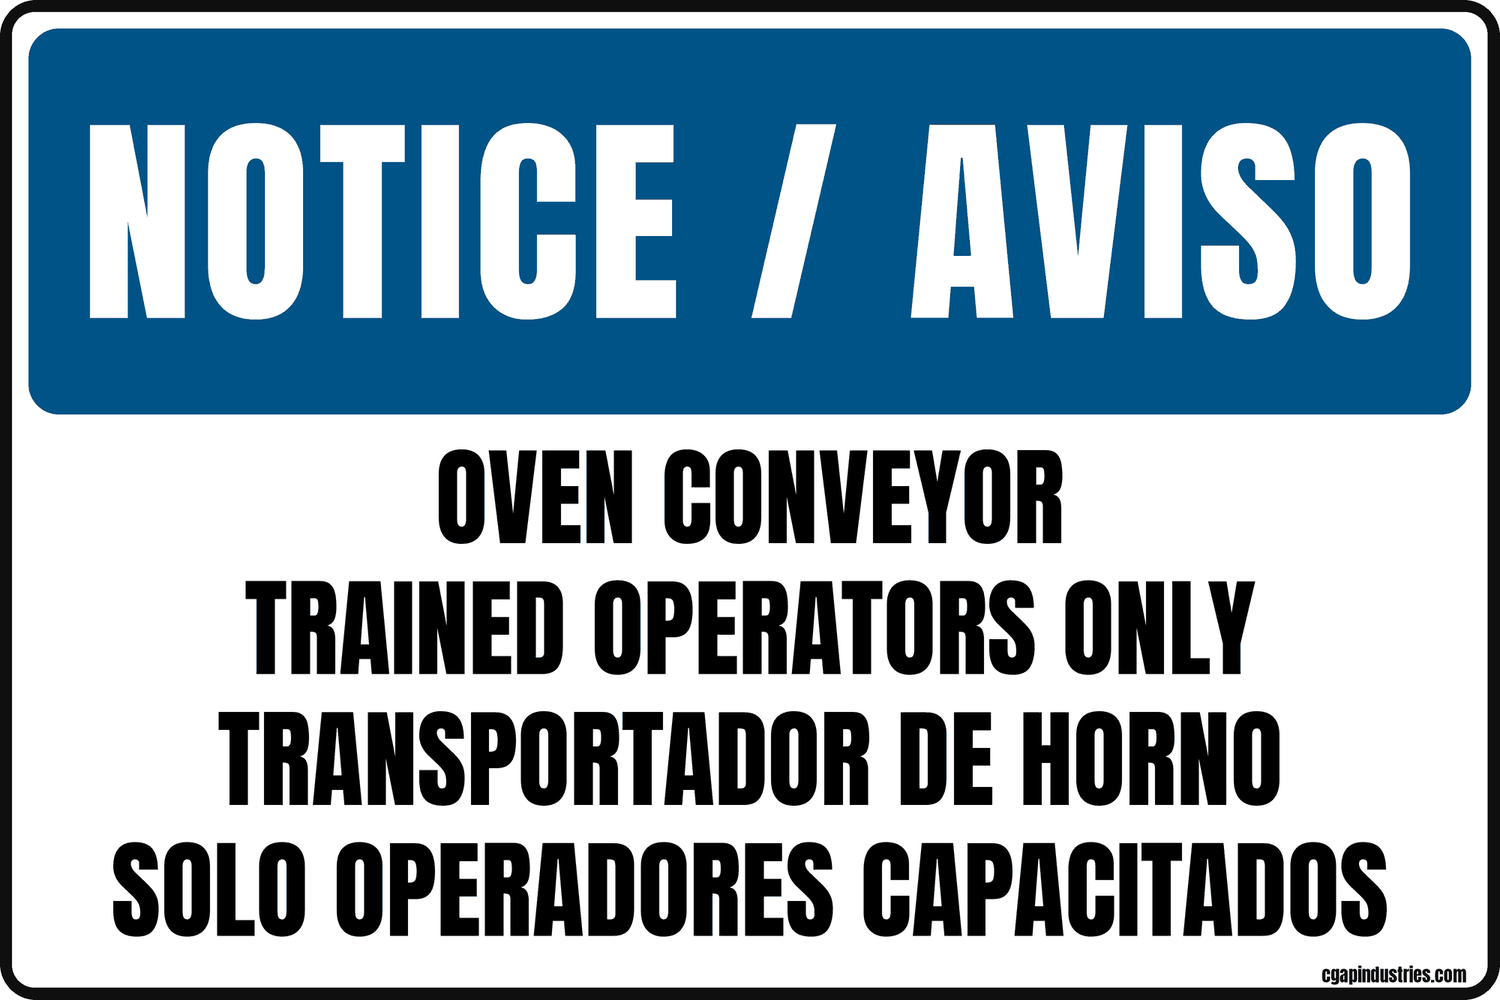 NOTICE / AVISO
OVEN CONVEYOR
TRAINED OPERATORS ONLY
TRANSPORTADOR DE HORNO
SOLO OPERADORES CAPACITADOS
cgapindustries.com